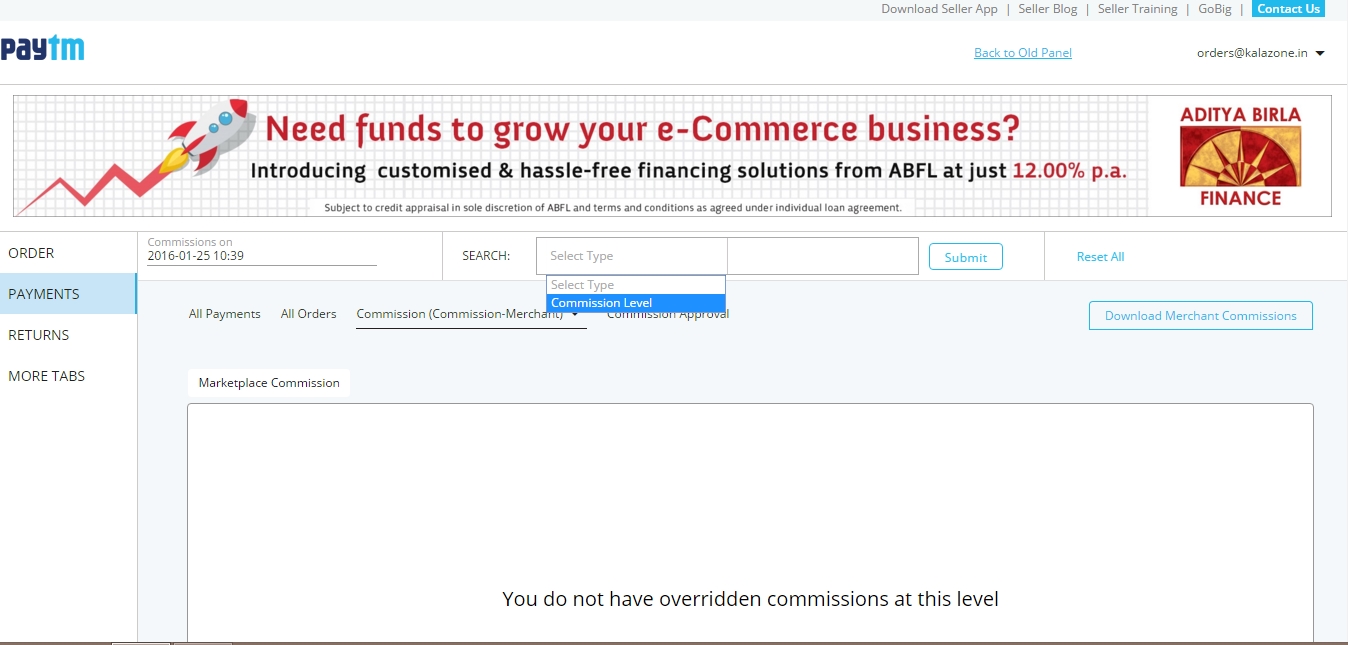 Download Seller App | Seller Blog | Seller Training | GoBig | Contact Us
paytm
Back to Old Panel
orders@kalazone.in
Need funds to grow your e-Commerce business?
Introducing customised & hassle-free financing solutions from ABFL at just 12.00% p.a.
Subject to credit appraisal in sole discretion of ABFL and terms and conditions as agreed under individual loan agreement.
ADITYA BIRLA
FINANCE
ORDER
PAYMENTS
RETURNS
MORE TABS
Commissions on
2016-01-25 10:39
SEARCH:
Select Type
Submit
Reset All
Select Type
Commission Level
All Payments
All Orders
Commission (Commission-Merchant)
Commission Approval
Download Merchant Commissions
Marketplace Commission
You do not have overridden commissions at this level